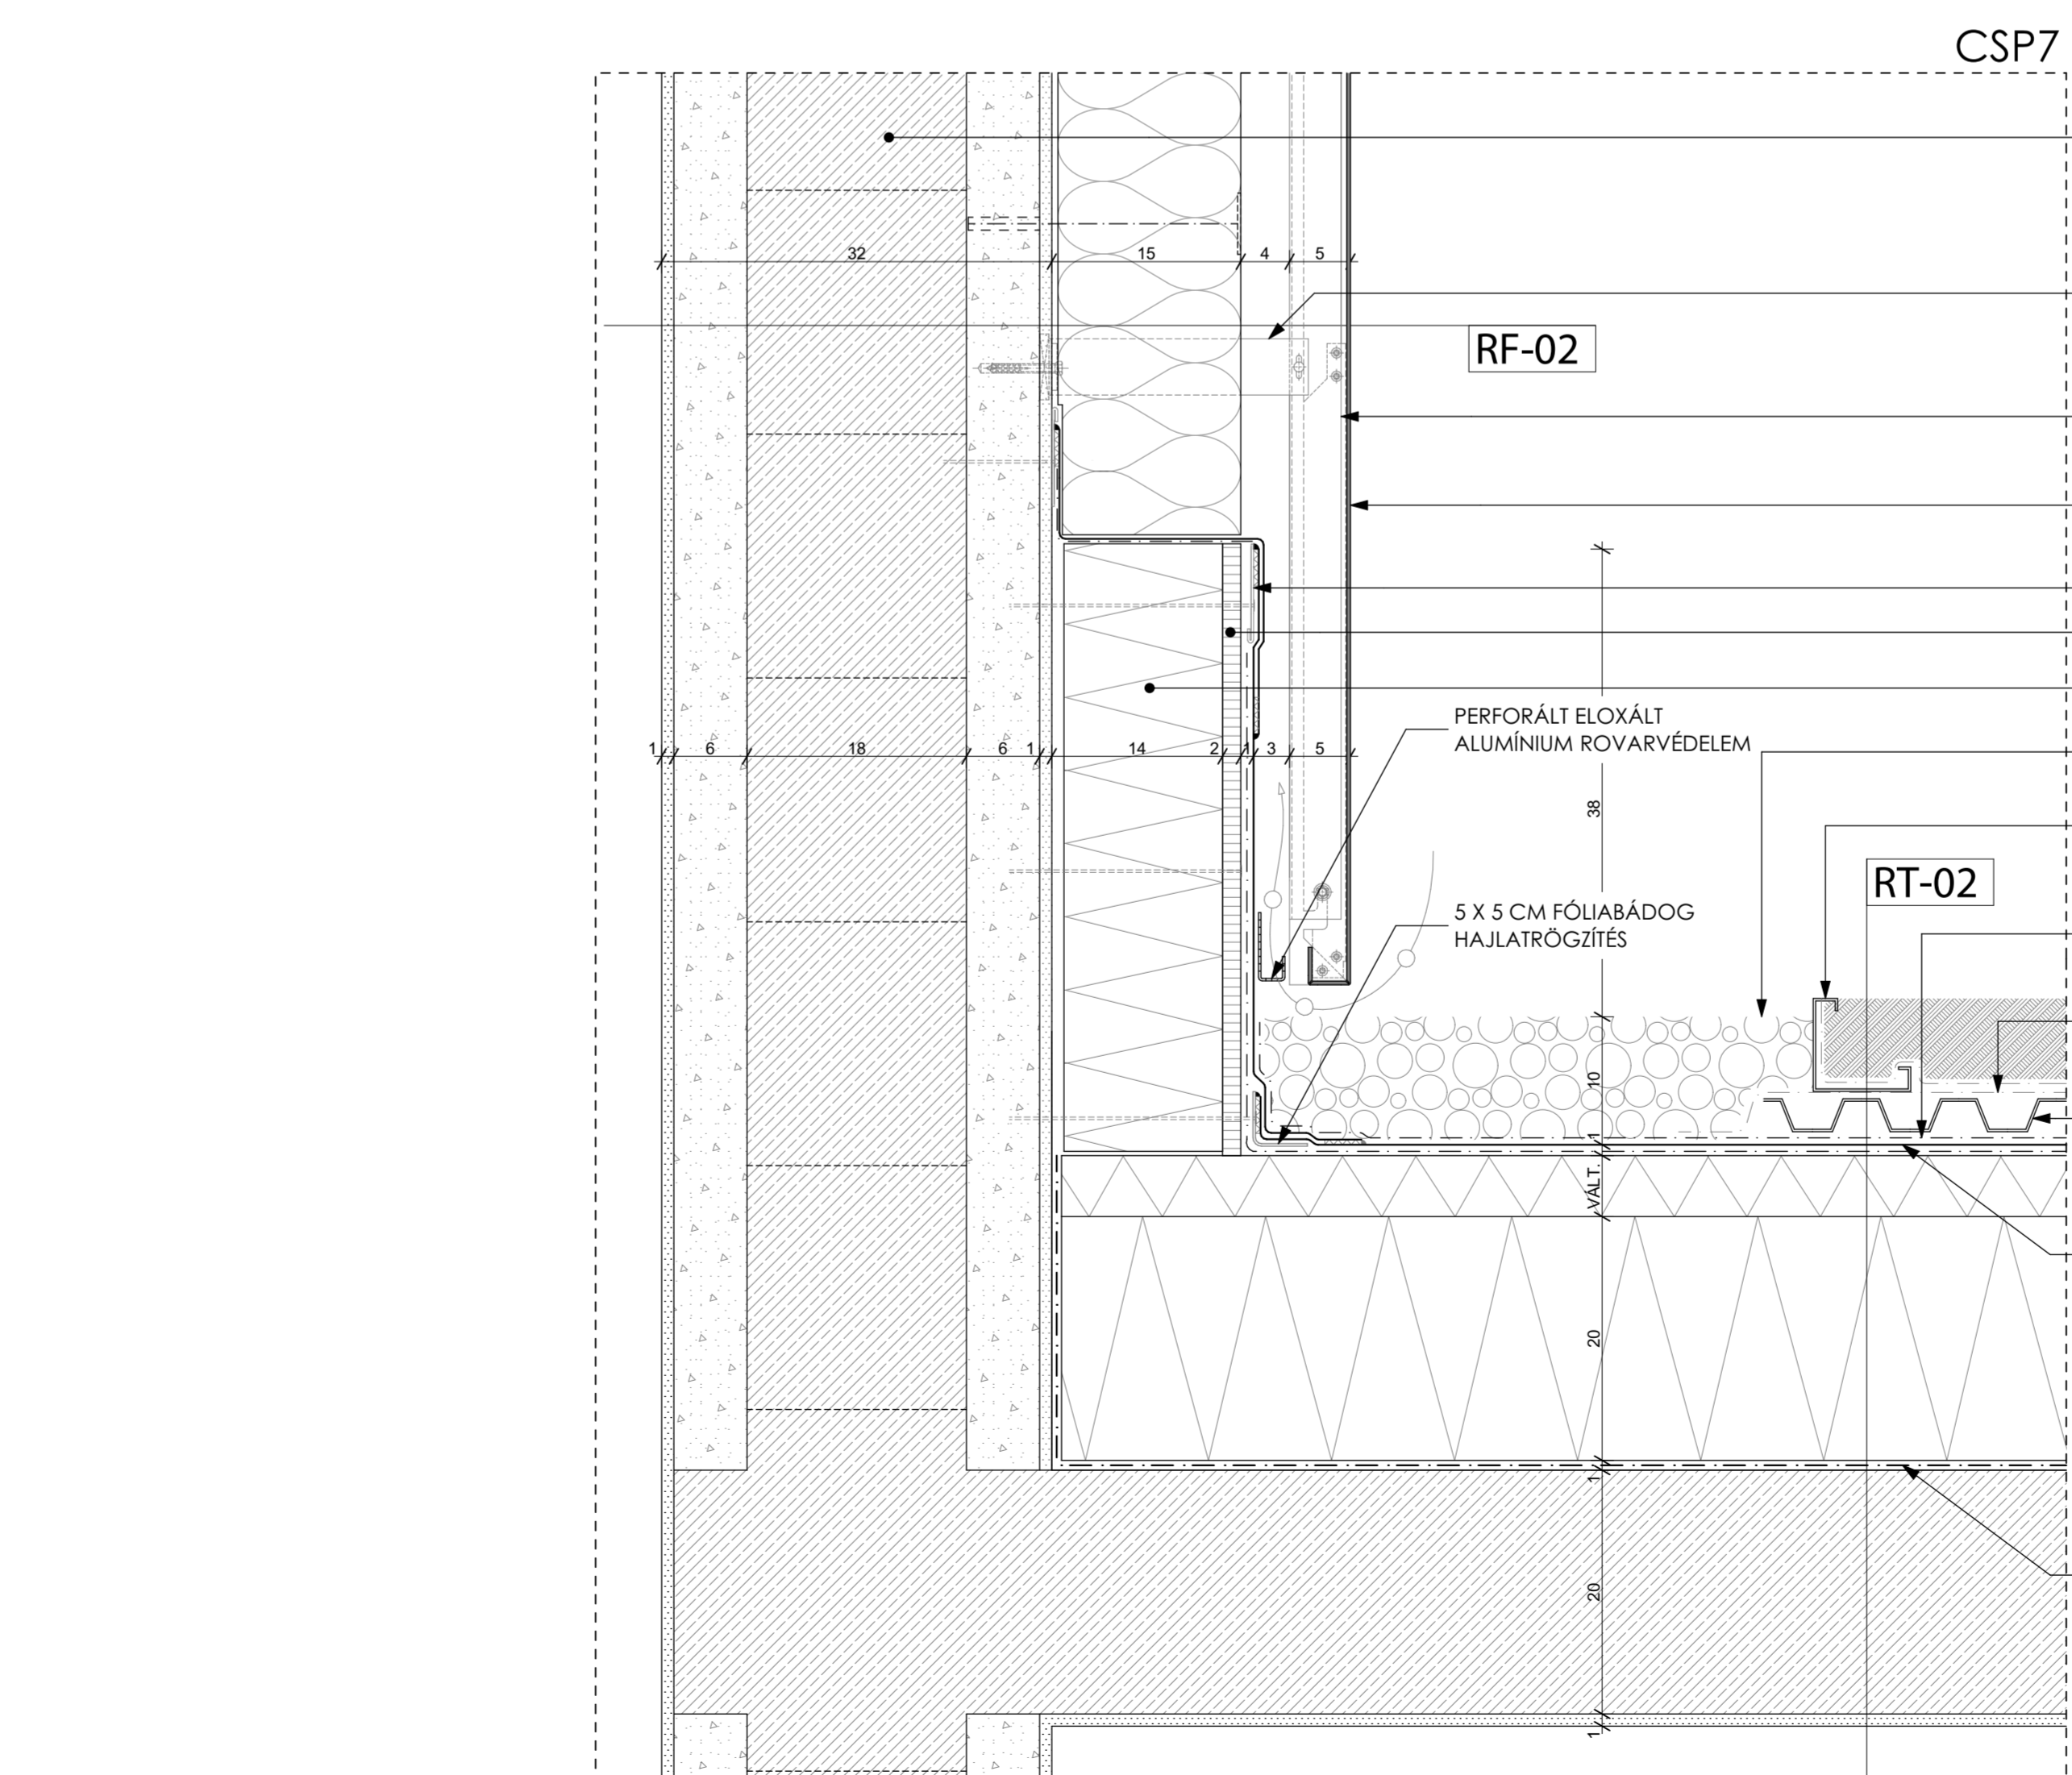 CSP7
32
15
4
5
RF-02
PERFORÁLT ELOXÁLT
ALUMÍNIUM ROVARVÉDELEM
1
6
18
6
1
14
2
1
3
5
38
RT-02
5 X 5 CM FÓLIABÁDOG
HAJLATRÖGZÍTÉS
10
1
VÁLT.
20
1
20
1